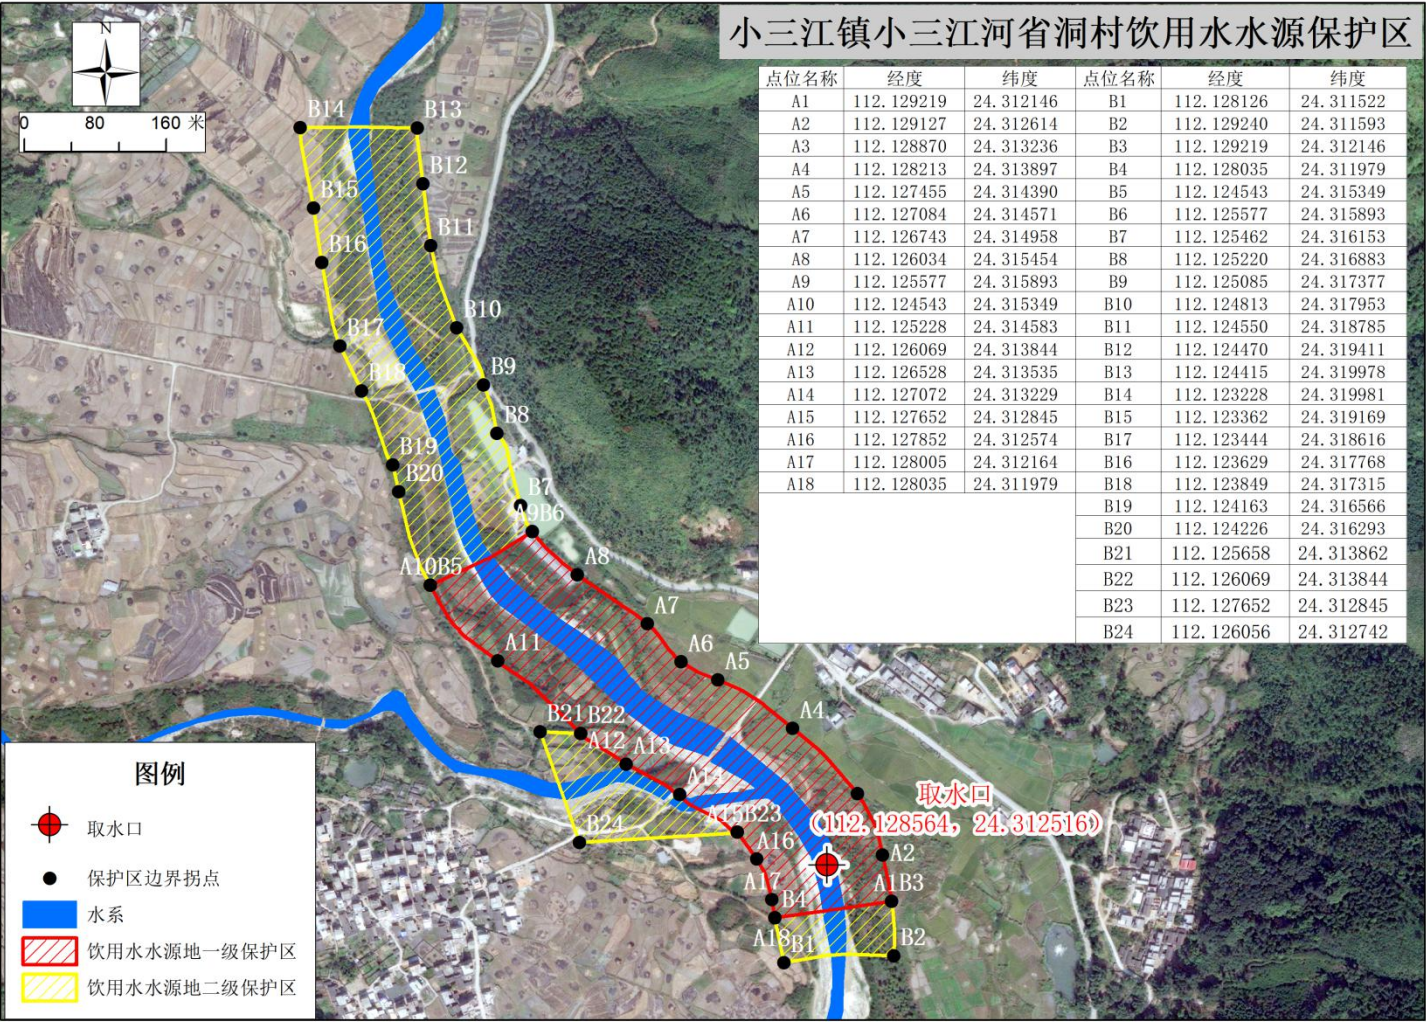 小三江镇小三江河省洞村饮用水水源保护区
N
0 80 160 米
点位名称 经度 纬度 点位名称 经度 纬度
A1 112.129219 24.312146 B1 112.128126 24.311522
A2 112.129127 24.312614 B2 112.129240 24.311593
A3 112.128870 24.313236 B3 112.129219 24.312146
A4 112.128213 24.313897 B4 112.128035 24.311979
A5 112.127455 24.314390 B5 112.124543 24.315349
A6 112.127084 24.314571 B6 112.125577 24.315893
A7 112.126743 24.314958 B7 112.125462 24.316153
A8 112.126034 24.315454 B8 112.125220 24.316883
A9 112.125577 24.315893 B9 112.125085 24.317377
A10 112.124543 24.315349 B10 112.124813 24.317953
A11 112.125228 24.314583 B11 112.124550 24.318785
A12 112.126069 24.313844 B12 112.124470 24.319411
A13 112.126528 24.313535 B13 112.124415 24.319978
A14 112.127072 24.313229 B14 112.123228 24.319981
A15 112.127652 24.312845 B15 112.123362 24.319169
A16 112.127852 24.312574 B17 112.123444 24.318616
A17 112.128005 24.312164 B16 112.123629 24.317768
A18 112.128035 24.311979 B18 112.123849 24.317315
B19 112.124163 24.316566
B20 112.124226 24.316293
B21 112.125658 24.313862
B22 112.126069 24.313844
B23 112.127652 24.312845
B24 112.126056 24.312742
B14 B13
B12
B15
B11
B16
B10
B17
B18 B9
B8
B19
B20
B7
A9B6
A10B5 A8
A7
A11 A6
A5
A4
B21 B22
A12 A13
A14
取水口
(112.128564, 24.312516)
A15B23
B24
A16 A2
A17
B4 A1B3
A18
B1 B2
图例
取水口
保护区边界拐点
水系
饮用水水源地一级保护区
饮用水水源地二级保护区